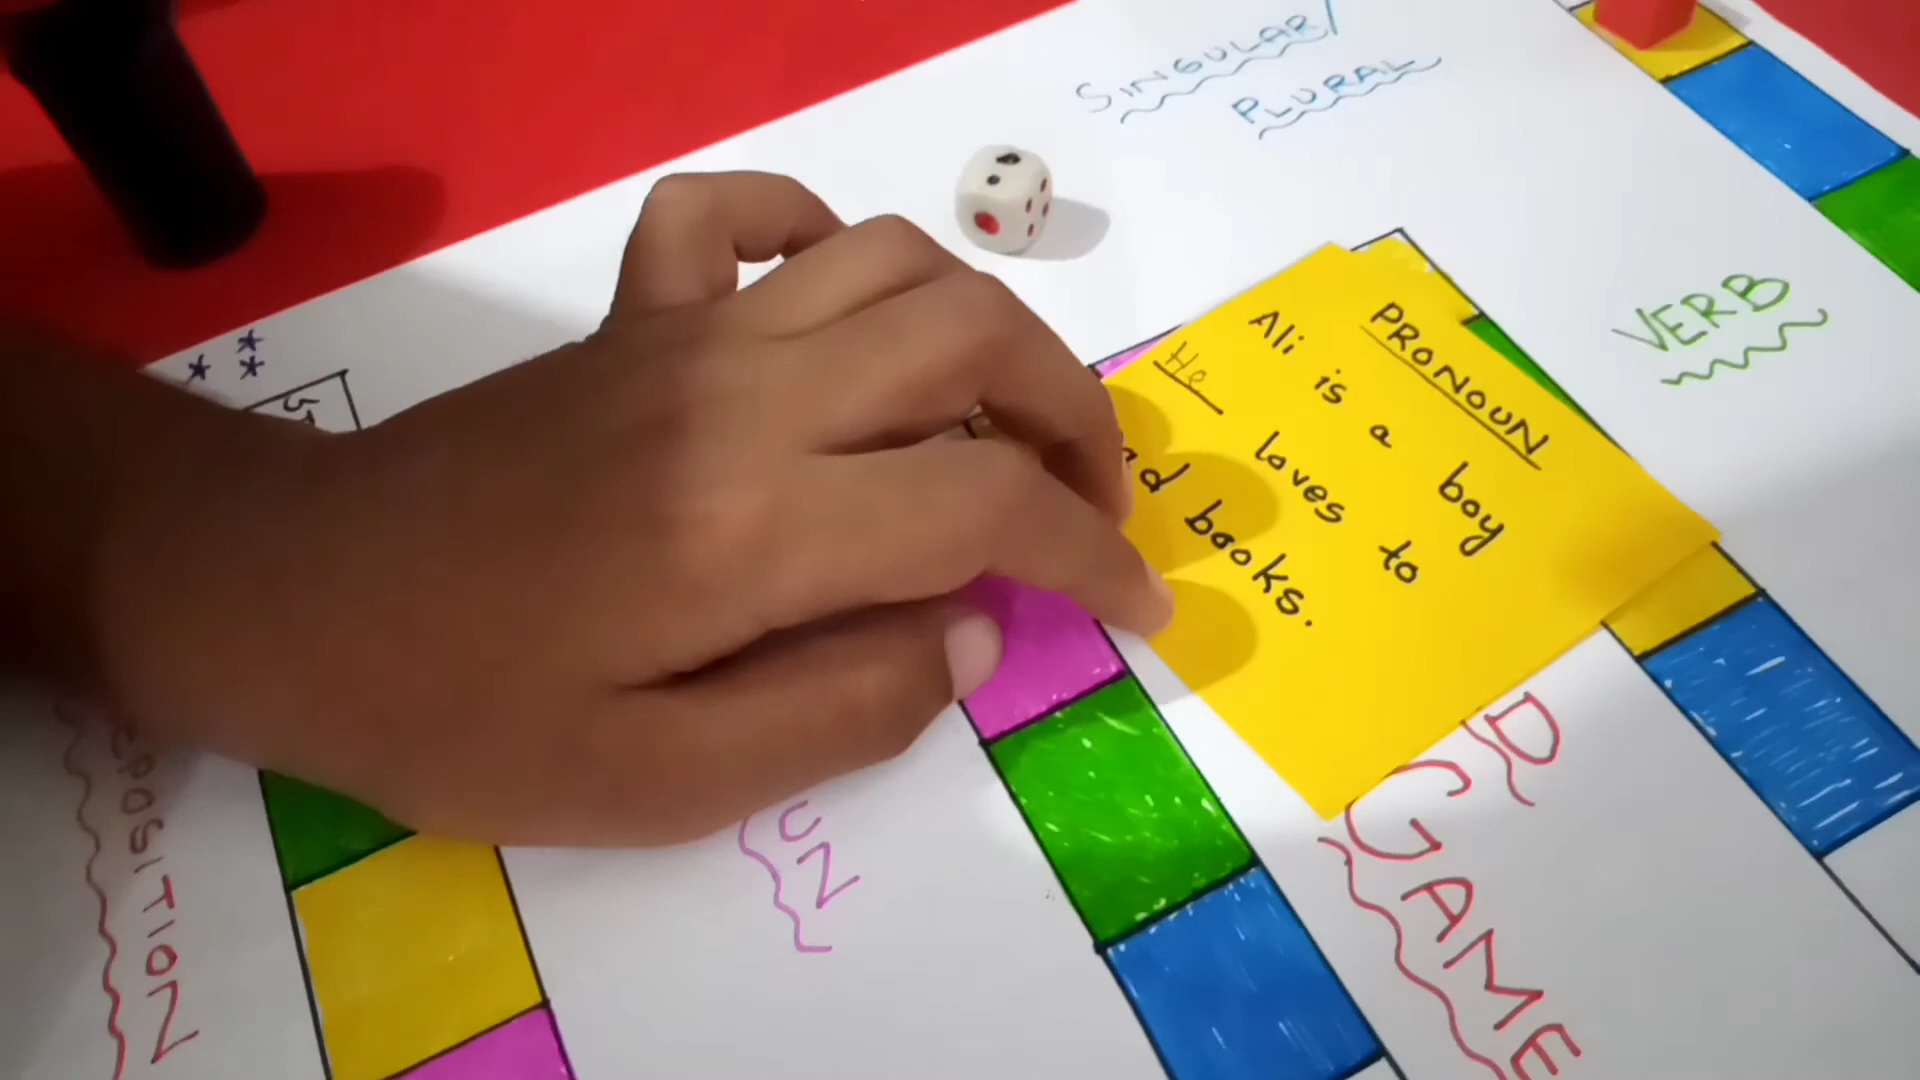 SINGULAR/
PLURAL
VERB
PRONOUN
Ali is a boy
He loves to
books.
GAME